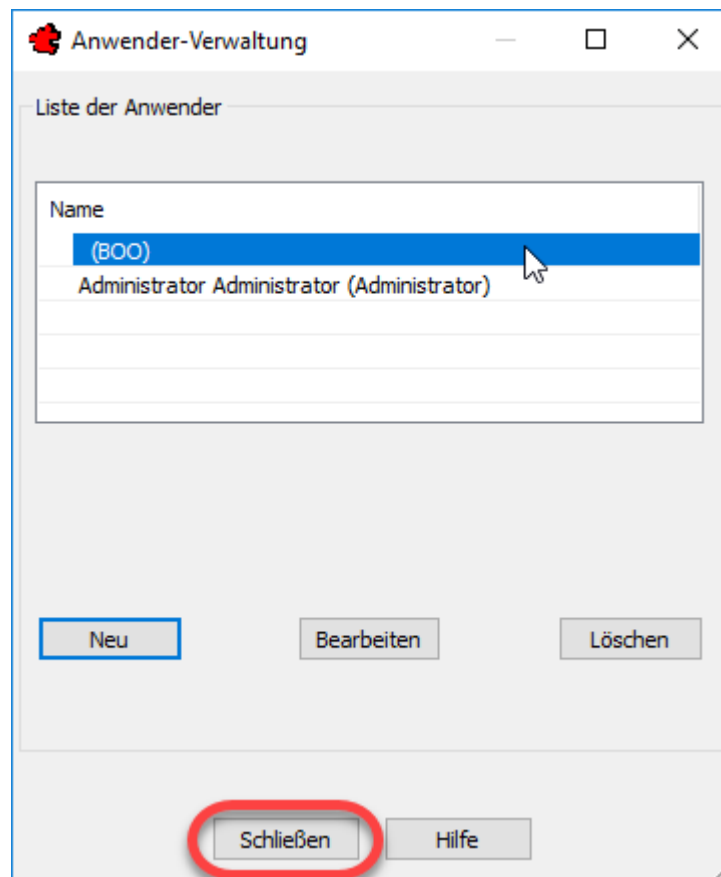 Anwender-Verwaltung
Liste der Anwender
Name
(BOO)
Administrator Administrator (Administrator)
Neu
Bearbeiten
Löschen
Schließen
Hilfe